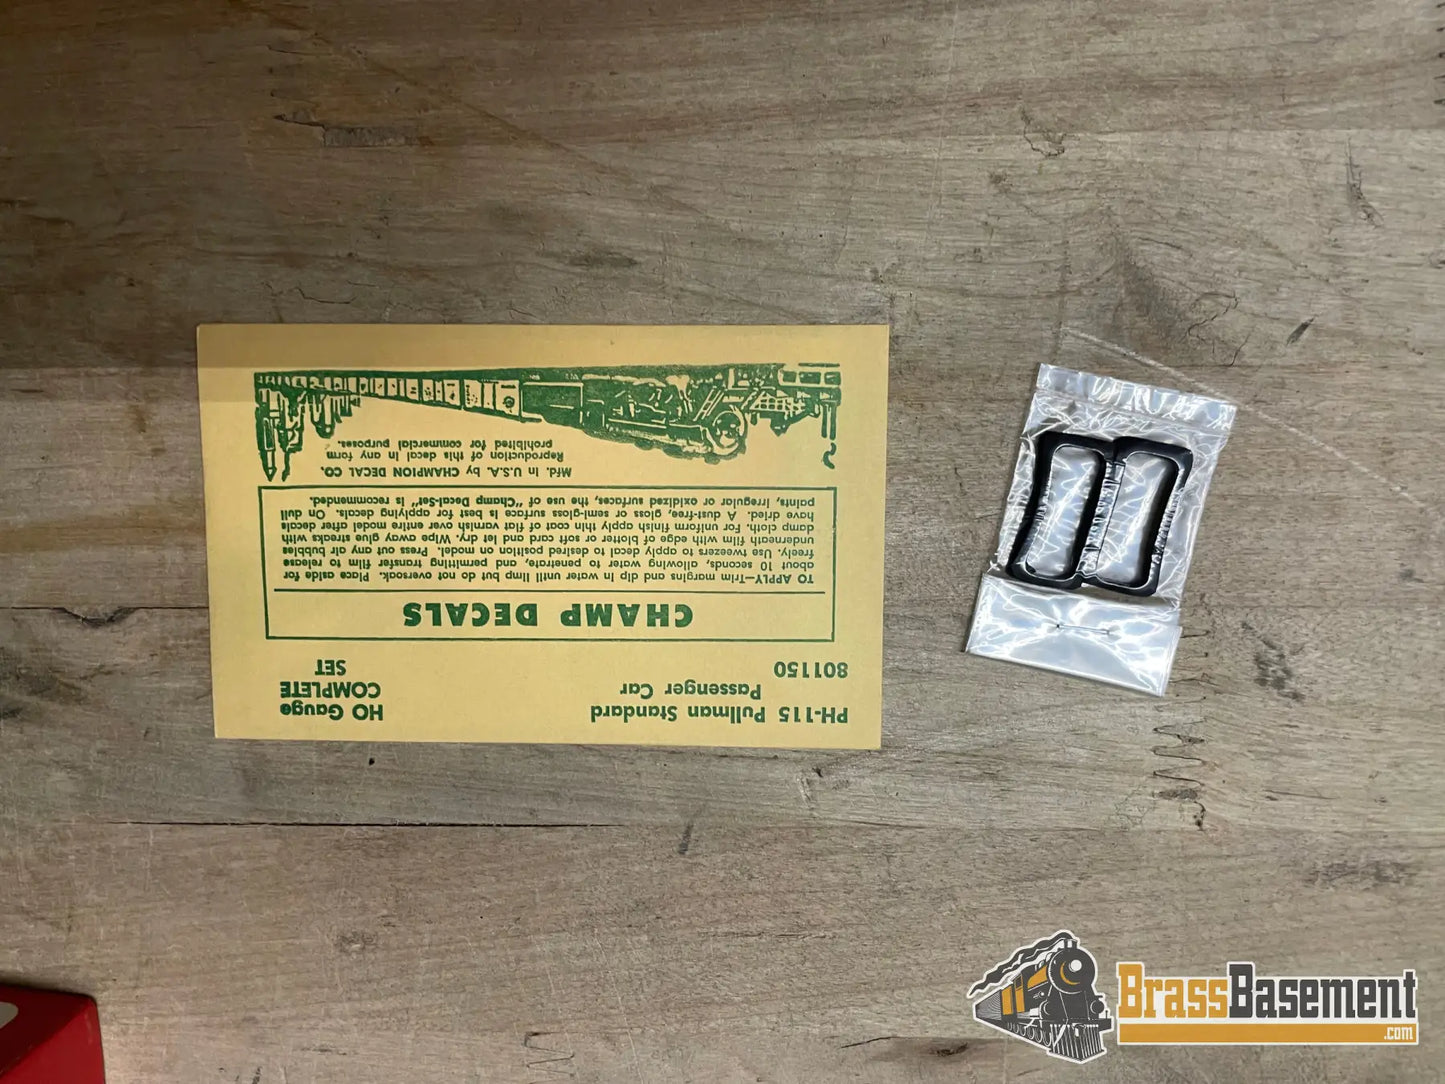 PH-115 Pullman Standard
Passenger Car
801150
HO Gauge
COMPLETE
SET
CHAMP DECALS
TO APPLY—Trim margins and dip in water until limp but do not oversoak. Place aside for
about 10 seconds, allowing water to penetrate, and permitting transfer film to release
freely. Use tweezers to apply decal to desired position on model. Press out any air bubbles
underneath film with edge of blotter or soft card and let dry. Wipe away glue streaks with
damp cloth. For uniform finish apply thin coat of flat varnish over entire model after decals
have dried. A dust-free, gloss or semi-gloss surface is best for applying decals. On dull
paints, irregular or oxidized surfaces, the use of "Champ Decal-Set" is recommended.
Mfd. in U.S.A. by CHAMPION DECAL CO.
Reproduction of this decal in any form
prohibited for commercial purposes.
BrassBasement
.com